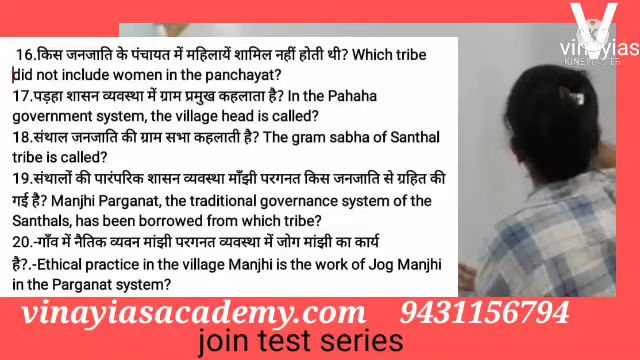 16.किस जनजाति के पंचायत में महिलायें शामिल नहीं होती थी? Which tribe
did not include women in the panchayat?
17.पड़हा शासन व्यवस्था में ग्राम प्रमुख कहलाता है? In the Pahaha
government system, the village head is called?
18.संथाल जनजाति की ग्राम सभा कहलाती है? The gram sabha of Santhal
tribe is called?
19.संथालों की पारंपरिक शासन व्यवस्था माँझी परगनत किस जनजाति से ग्रहित की
गई है? Manjhi Parganat, the traditional governance system of the
Santhals, has been borrowed from which tribe?
20.-गाँव में नैतिक व्यवन मांझी परगनत व्यवस्था में जोग मांझी का कार्य
है?.-Ethical practice in the village Manjhi is the work of Jog Manjhi
in the Parganat system?
V
vinayias
KINEMASTER
vinayiasacademy.com 9431156794
join test series